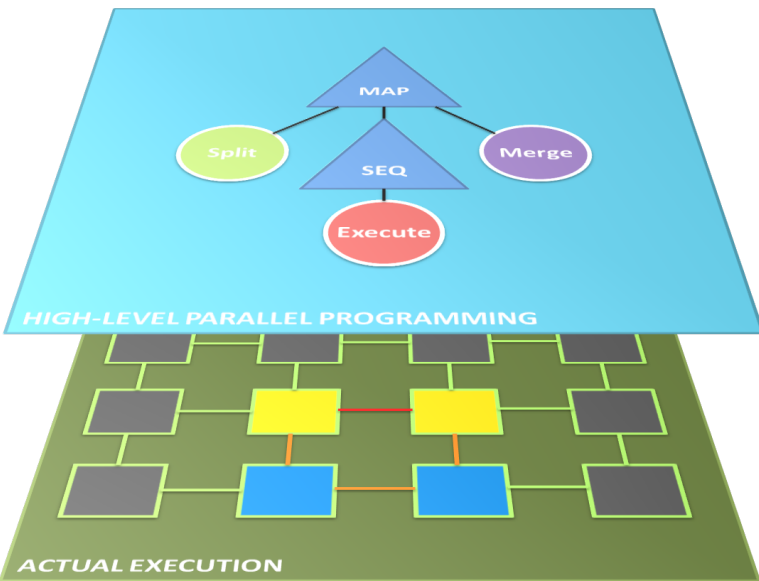 MAP
Split
Merge
SEQ
Execute
HIGH-LEVEL PARALLEL PROGRAMMING
ACTUAL EXECUTION